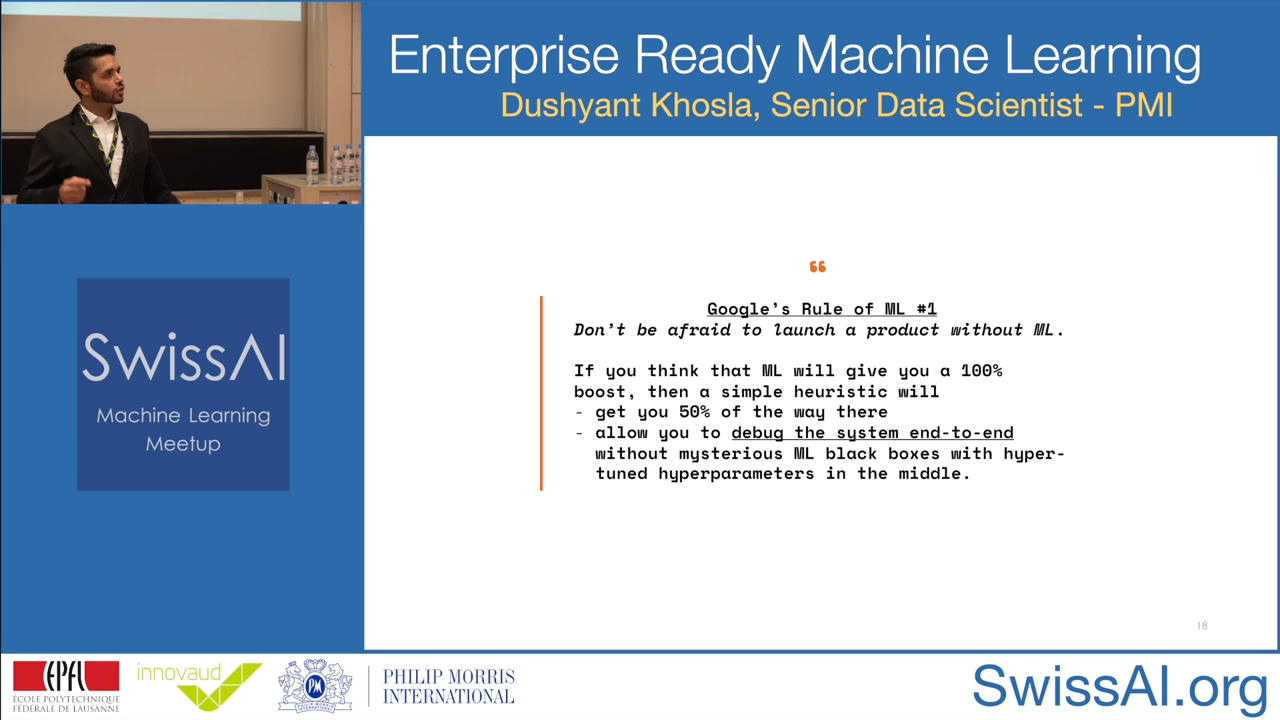 Enterprise Ready Machine Learning
Dushyant Khosla, Senior Data Scientist - PMI
SwissAI
Machine Learning
Meetup
“
Google’s Rule of ML #1
Don’t be afraid to launch a product without ML.
If you think that ML will give you a 100%
boost, then a simple heuristic will
- get you 50% of the way there
- allow you to debug the system end-to-end
without mysterious ML black boxes with hyper-
tuned hyperparameters in the middle.
18
EPFL
ÉCOLE POLYTECHNIQUE
FÉDÉRALE DE LAUSANNE
innovaud
PM
PHILIP MORRIS
INTERNATIONAL
SwissAI.org